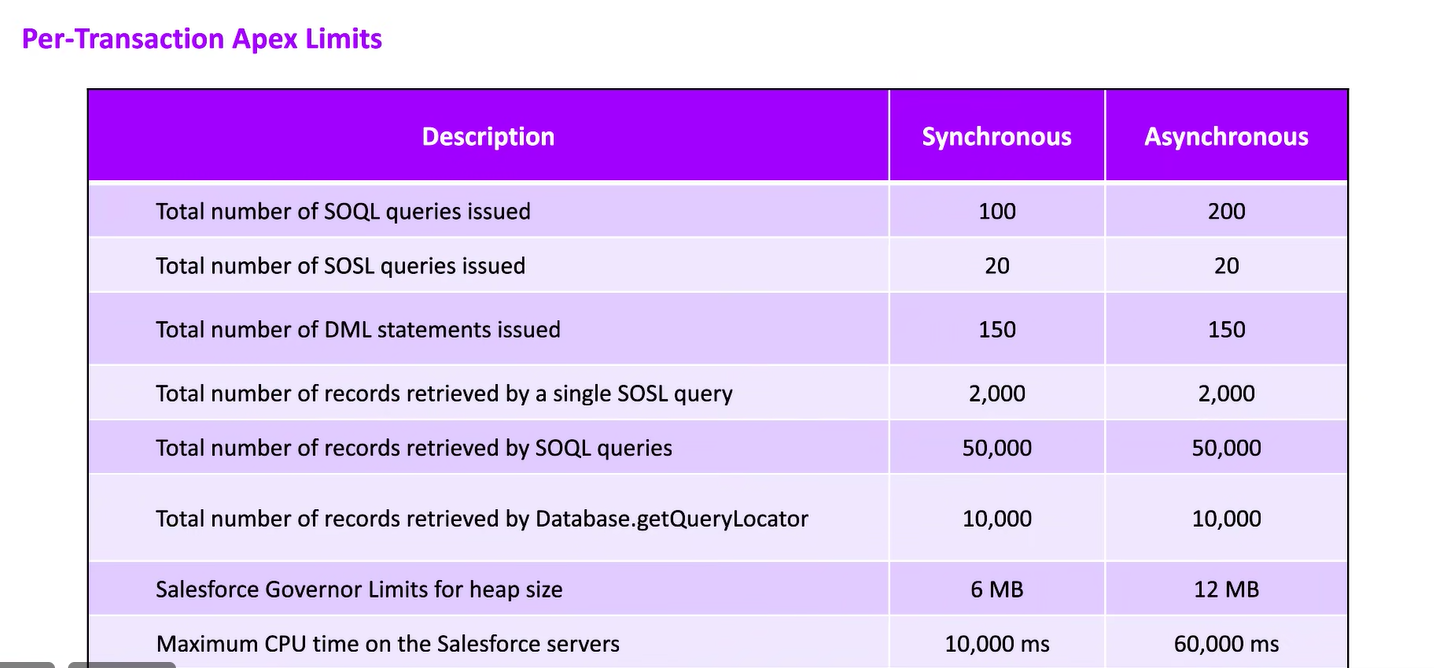 Per-Transaction Apex Limits
Description Synchronous Asynchronous
Total number of SOQL queries issued 100 200
Total number of SOSL queries issued 20 20
Total number of DML statements issued 150 150
Total number of records retrieved by a single SOSL query 2,000 2,000
Total number of records retrieved by SOQL queries 50,000 50,000
Total number of records retrieved by Database.getQueryLocator 10,000 10,000
Salesforce Governor Limits for heap size 6 MB 12 MB
Maximum CPU time on the Salesforce servers 10,000 ms 60,000 ms